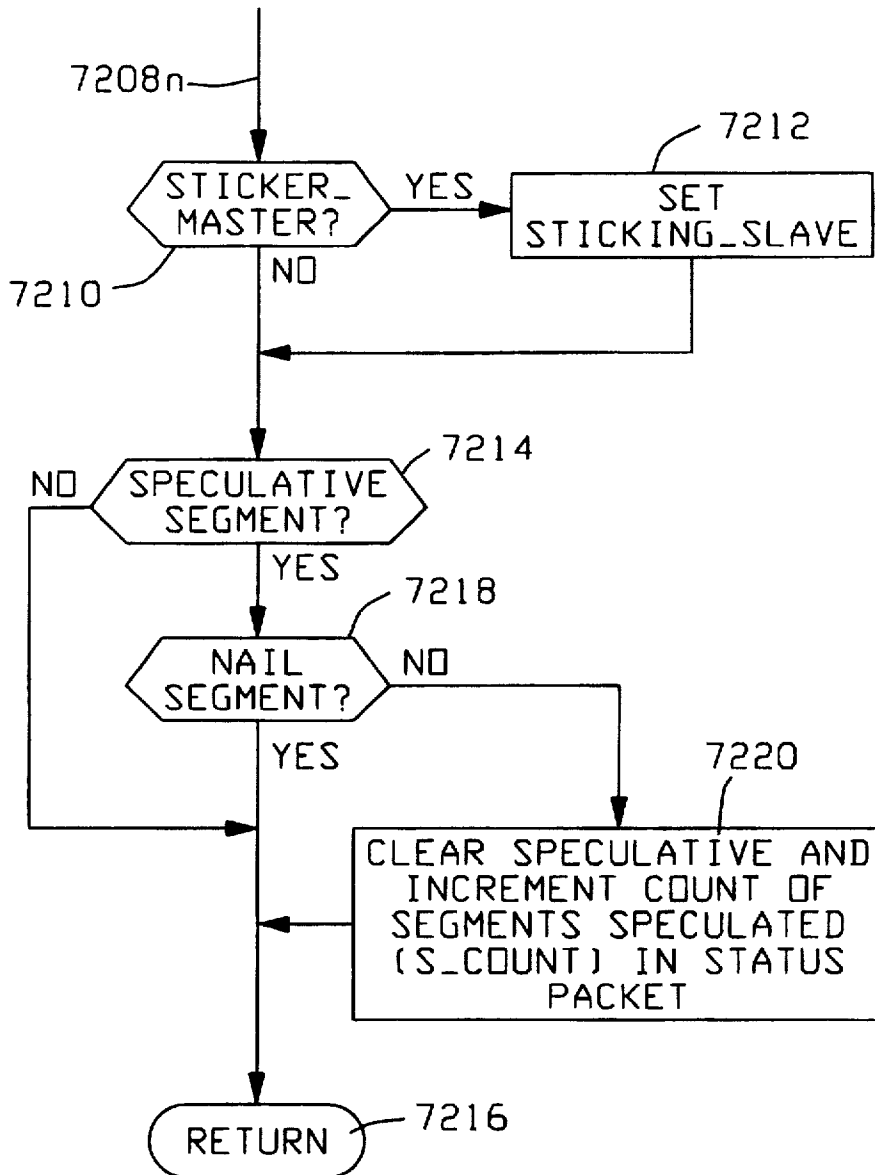 7208n
7212
STICKER_
MASTER?
YES
SET
STICKING_SLAVE
7210
NO
7214
NO
SPECULATIVE
SEGMENT?
YES
7218
NAIL
SEGMENT?
NO
YES
7220
CLEAR SPECULATIVE AND
INCREMENT COUNT OF
SEGMENTS SPECULATED
(S_COUNT) IN STATUS
PACKET
RETURN
7216